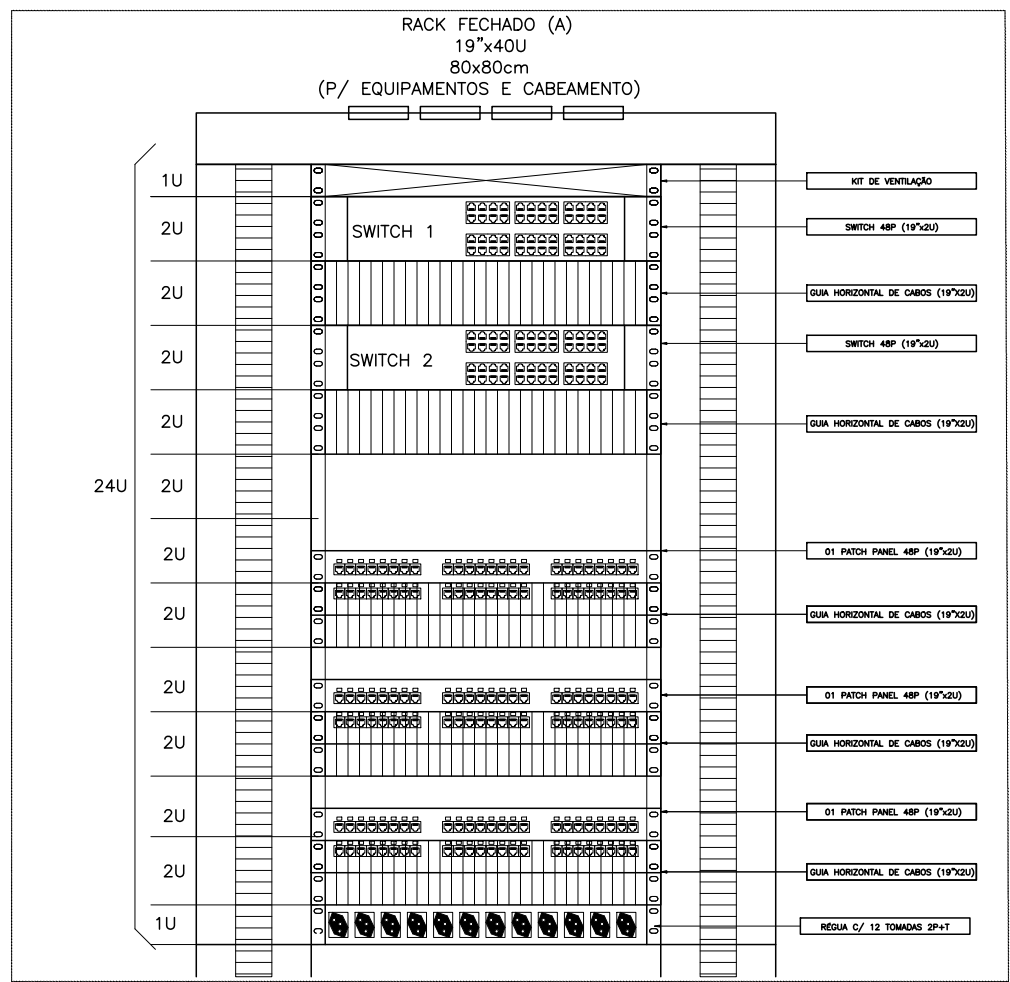 RACK FECHADO (A)
19"x40U
80x80cm
(P/ EQUIPAMENTOS E CABEAMENTO)
1U
KIT DE VENTILAÇÃO
2U
SWITCH 1
SWITCH 48P (19"x2U)
2U
GUIA HORIZONTAL DE CABOS (19"X2U)
2U
SWITCH 2
SWITCH 48P (19"x2U)
2U
GUIA HORIZONTAL DE CABOS (19"X2U)
24U
2U
2U
01 PATCH PANEL 48P (19"x2U)
2U
GUIA HORIZONTAL DE CABOS (19"X2U)
2U
01 PATCH PANEL 48P (19"x2U)
2U
GUIA HORIZONTAL DE CABOS (19"X2U)
2U
01 PATCH PANEL 48P (19"x2U)
2U
GUIA HORIZONTAL DE CABOS (19"X2U)
1U
RÉGUA C/ 12 TOMADAS 2P+T